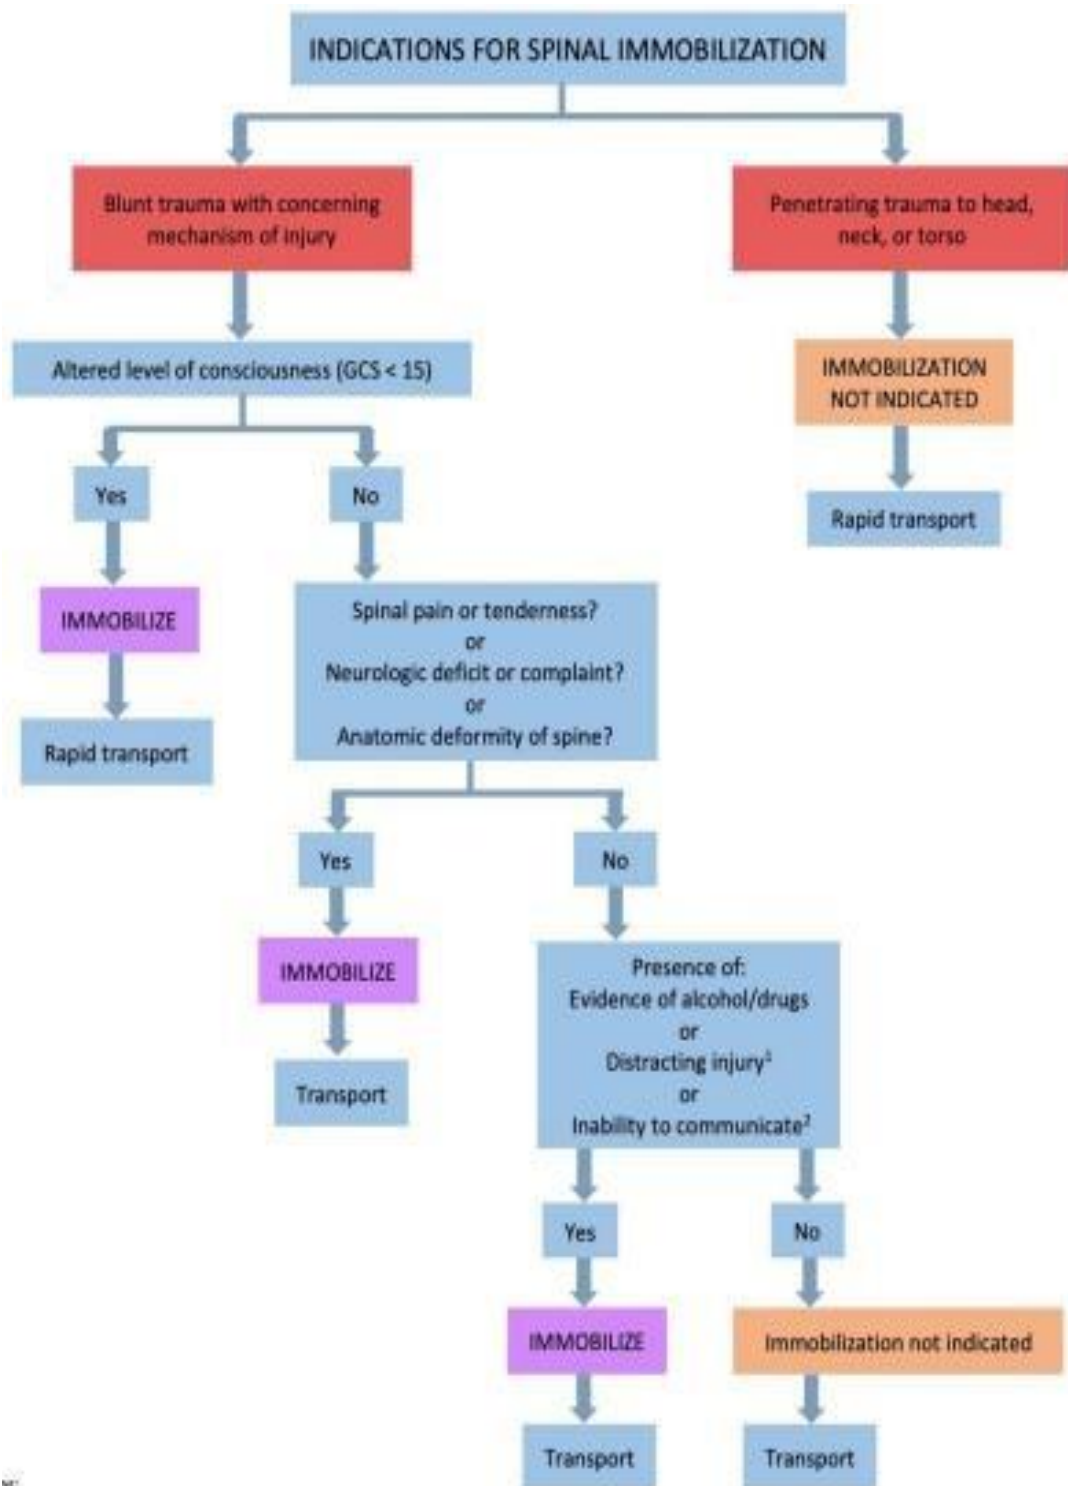 INDICATIONS FOR SPINAL IMMOBILIZATION
Blunt trauma with concerning
mechanism of injury
Penetrating trauma to head,
neck, or torso
Altered level of consciousness (GCS < 15)
IMMOBILIZATION
NOT INDICATED
Yes
No
Rapid transport
IMMOBILIZE
Spinal pain or tenderness?
or
Neurologic deficit or complaint?
or
Anatomic deformity of spine?
Rapid transport
Yes
No
IMMOBILIZE
Presence of:
Evidence of alcohol/drugs
or
Distracting injury¹
or
Inability to communicate²
Transport
Yes
No
IMMOBILIZE
Immobilization not indicated
Transport
Transport